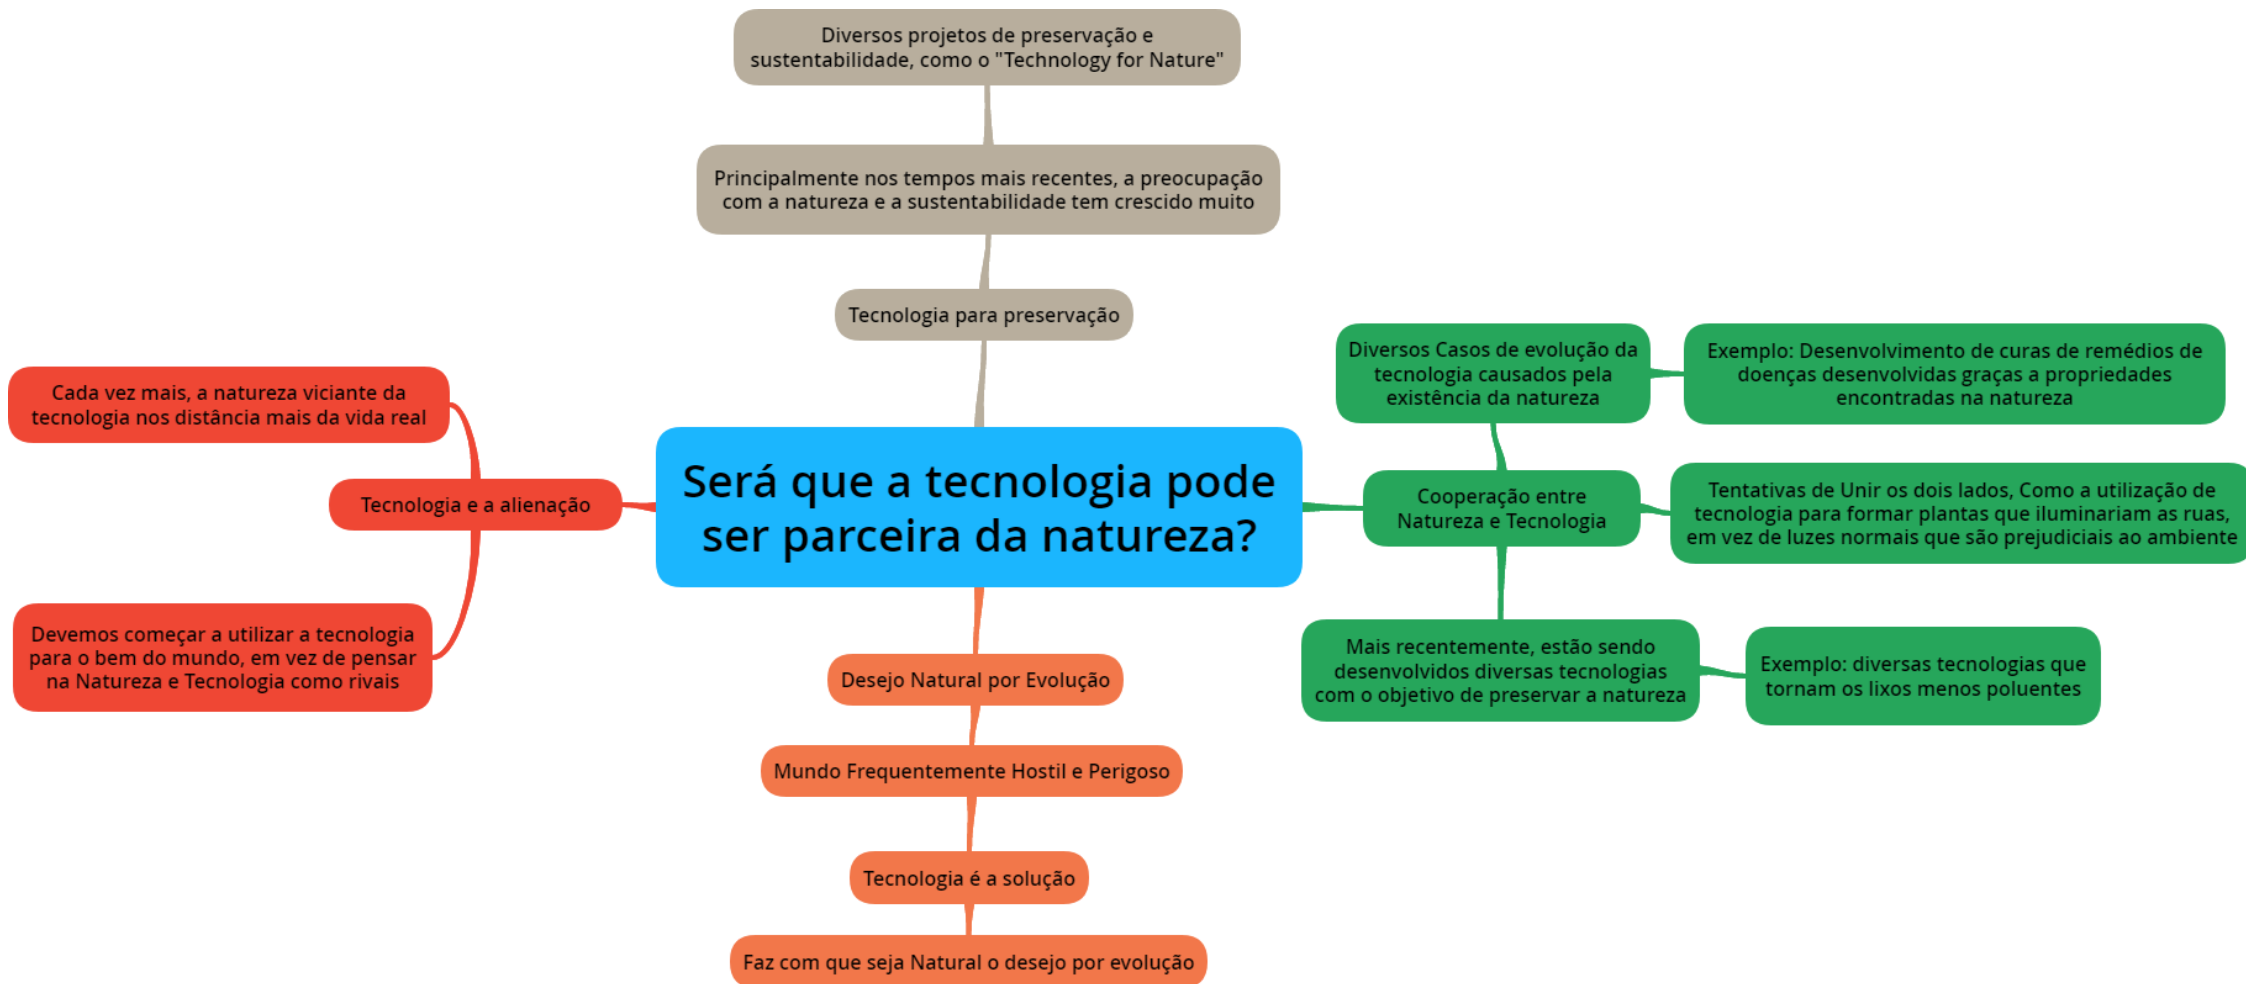 Diversos projetos de preservação e
sustentabilidade, como o "Technology for Nature"
Principalmente nos tempos mais recentes, a preocupação
com a natureza e a sustentabilidade tem crescido muito
Tecnologia para preservação
Cada vez mais, a natureza viciante da
tecnologia nos distância mais da vida real
Tecnologia e a alienação
Devemos começar a utilizar a tecnologia
para o bem do mundo, em vez de pensar
na Natureza e Tecnologia como rivais
Será que a tecnologia pode
ser parceira da natureza?
Diversos Casos de evolução da
tecnologia causados pela
existência da natureza
Exemplo: Desenvolvimento de curas de remédios de
doenças desenvolvidas graças a propriedades
encontradas na natureza
Cooperação entre
Natureza e Tecnologia
Tentativas de Unir os dois lados, Como a utilização de
tecnologia para formar plantas que iluminariam as ruas,
em vez de luzes normais que são prejudiciais ao ambiente
Mais recentemente, estão sendo
desenvolvidos diversas tecnologias
com o objetivo de preservar a natureza
Exemplo: diversas tecnologias que
tornam os lixos menos poluentes
Desejo Natural por Evolução
Mundo Frequentemente Hostil e Perigoso
Tecnologia é a solução
Faz com que seja Natural o desejo por evolução